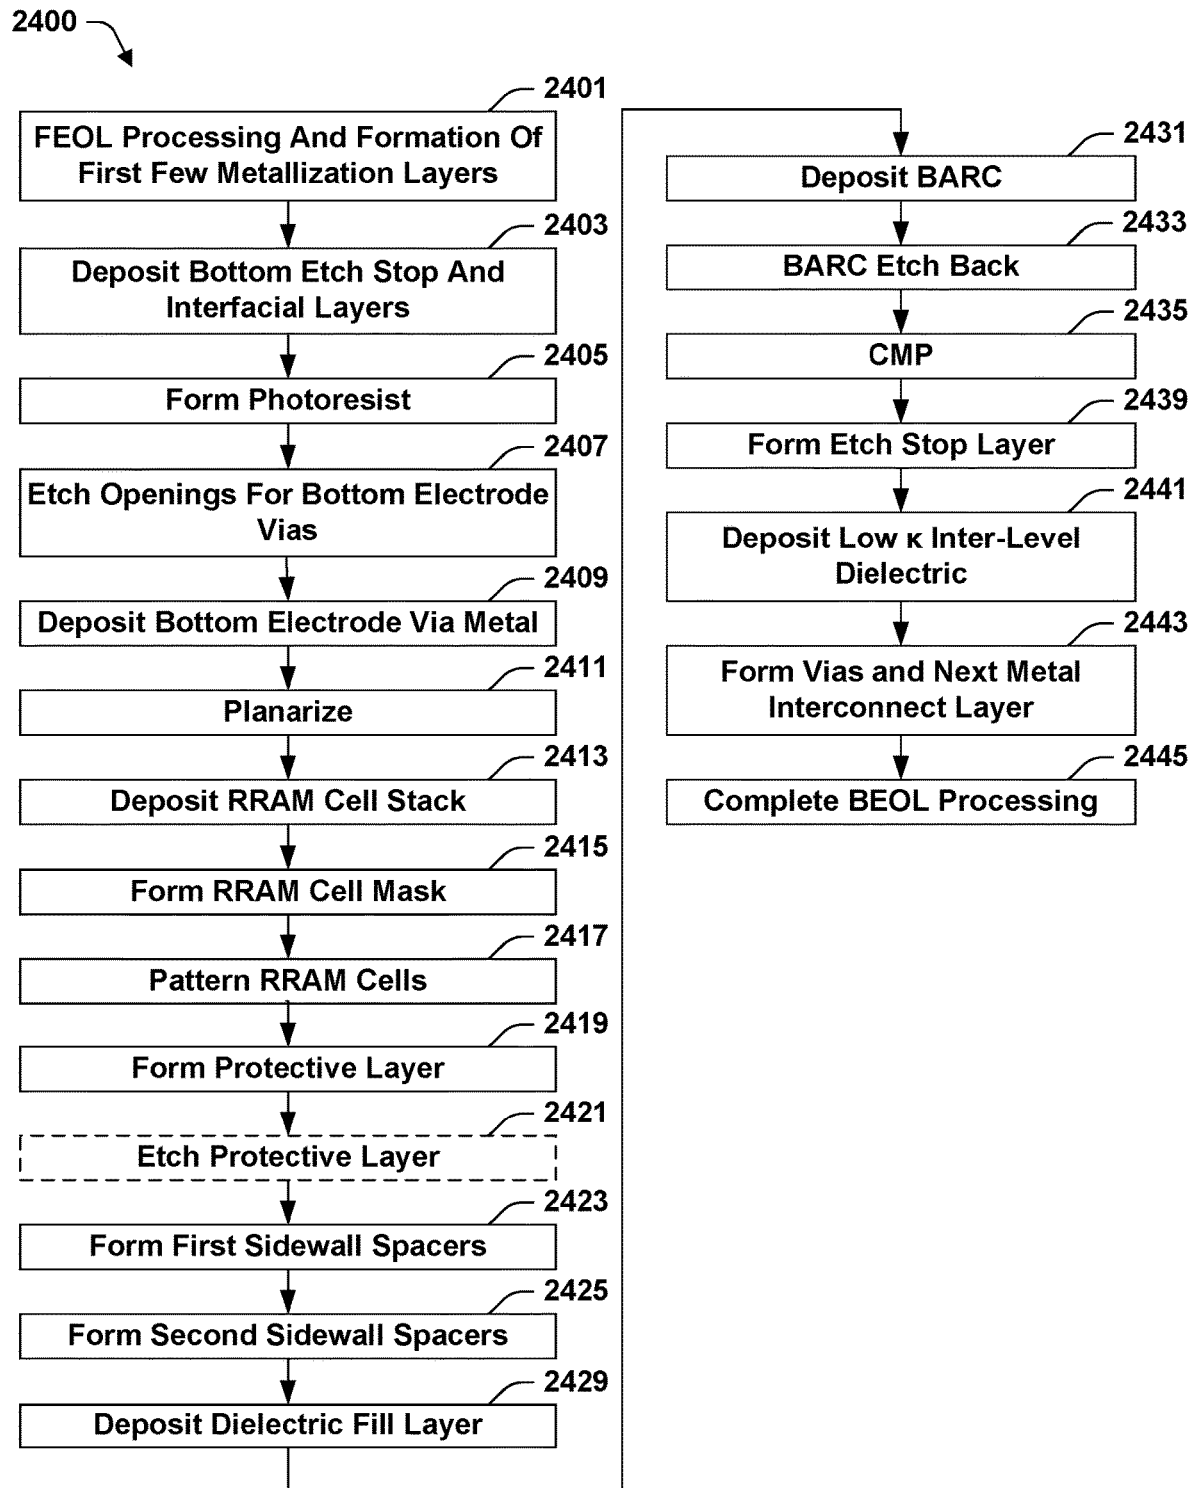 2400
2401
FEOL Processing And Formation Of
First Few Metallization Layers
2403
Deposit Bottom Etch Stop And
Interfacial Layers
2405
Form Photoresist
2407
Etch Openings For Bottom Electrode
Vias
2409
Deposit Bottom Electrode Via Metal
2411
Planarize
2413
Deposit RRAM Cell Stack
2415
Form RRAM Cell Mask
2417
Pattern RRAM Cells
2419
Form Protective Layer
2421
Etch Protective Layer
2423
Form First Sidewall Spacers
2425
Form Second Sidewall Spacers
2429
Deposit Dielectric Fill Layer
2431
Deposit BARC
2433
BARC Etch Back
2435
CMP
2439
Form Etch Stop Layer
2441
Deposit Low κ Inter-Level
Dielectric
2443
Form Vias and Next Metal
Interconnect Layer
2445
Complete BEOL Processing